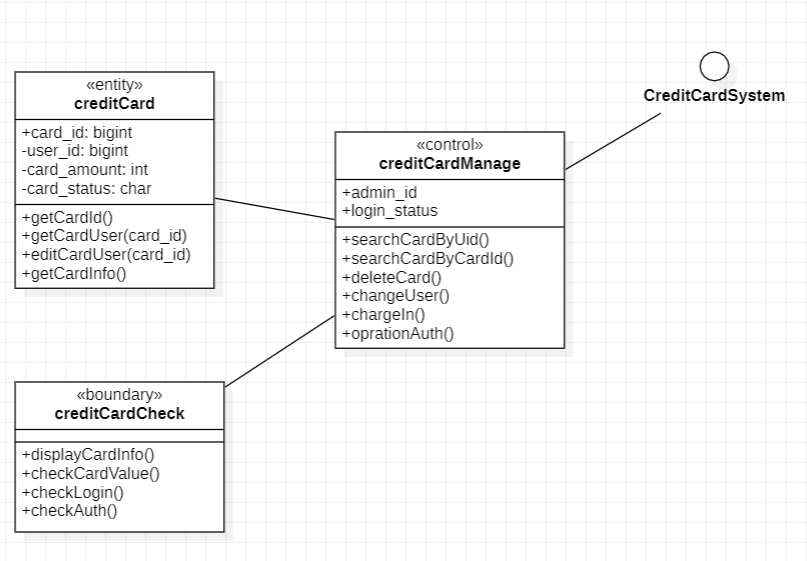 «entity»
creditCard
+card_id: bigint
-user_id: bigint
-card_amount: int
-card_status: char
+getCardId()
+getCardUser(card_id)
+editCardUser(card_id)
+getCardInfo()
«control»
creditCardManage
+admin_id
+login_status
+searchCardByUid()
+searchCardByCardId()
+deleteCard()
+changeUser()
+chargeIn()
+oprationAuth()
CreditCardSystem
«boundary»
creditCardCheck
+displayCardInfo()
+checkCardValue()
+checkLogin()
+checkAuth()